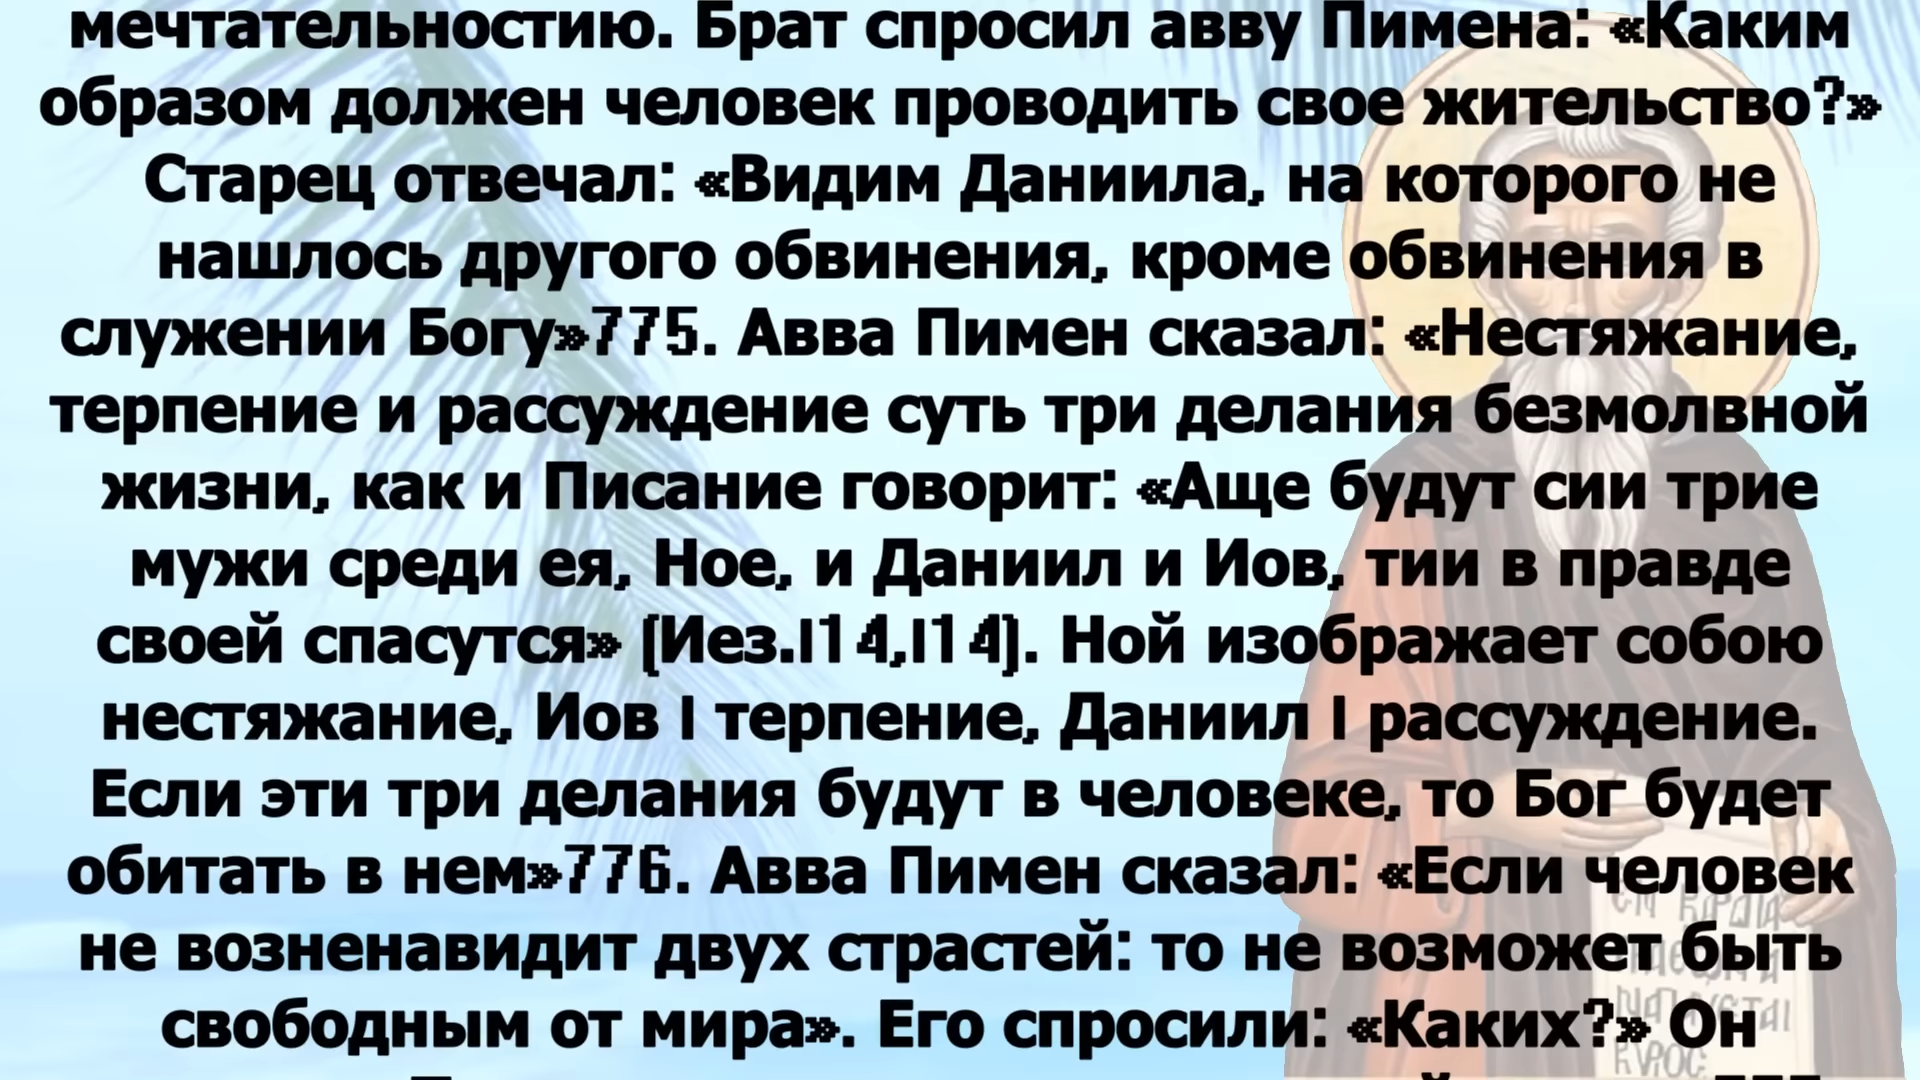 мечтательностию. Брат спросил авву Пимена: «Каким
образом должен человек проводить свое жительство?»
Старец отвечал: «Видим Даниила, на которого не
нашлось другого обвинения, кроме обвинения в
служении Богу»775. Авва Пимен сказал: «Нестяжание,
терпение и рассуждение суть три делания безмолвной
жизни, как и Писание говорит: «Аще будут сии трие
мужи среди ея, Ное, и Даниил и Иов, тии в правде
своей спасутся» (Иез.l14,l14). Ной изображает собою
нестяжание, Иов l терпение, Даниил l рассуждение.
Если эти три делания будут в человеке, то Бог будет
обитать в нем»776. Авва Пимен сказал: «Если человек
не возненавидит двух страстей: то не возможет быть
свободным от мира». Его спросили: «Каких?» Он